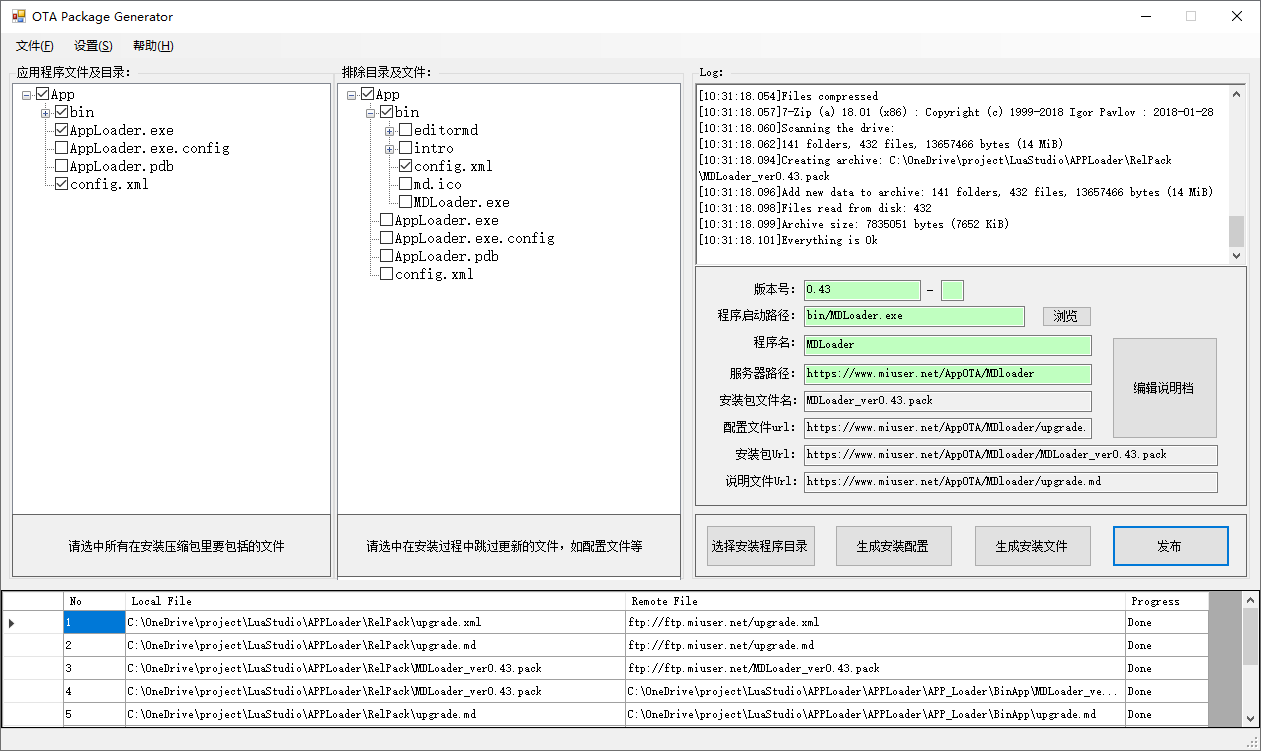 OTA Package Generator
文件(F) 设置(S) 帮助(H)
应用程序文件及目录:
App
bin
AppLoader.exe
AppLoader.exe.config
AppLoader.pdb
config.xml
请选中所有在安装压缩包里要包括的文件
排除目录及文件:
App
bin
editormd
intro
config.xml
md.ico
MDLoader.exe
AppLoader.exe
AppLoader.exe.config
AppLoader.pdb
config.xml
请选中在安装过程中跳过更新的文件，如配置文件等
Log:
[10:31:18.054]Files compressed
[10:31:18.057]7-Zip (a) 18.01 (x86) : Copyright (c) 1999-2018 Igor Pavlov : 2018-01-28
[10:31:18.060]Scanning the drive:
[10:31:18.062]141 folders, 432 files, 13657466 bytes (14 MiB)
[10:31:18.094]Creating archive: C:\OneDrive\project\LuaStudio\APPLoader\RelPack
\MDLoader_ver0.43.pack
[10:31:18.096]Add new data to archive: 141 folders, 432 files, 13657466 bytes (14 MiB)
[10:31:18.098]Files read from disk: 432
[10:31:18.099]Archive size: 7835051 bytes (7652 KiB)
[10:31:18.101]Everything is Ok
版本号: 0.43 -
程序启动路径: bin/MDLoader.exe 浏览
程序名: MDLoader
服务器路径: https://www.miuser.net/AppOTA/MDloader
安装包文件名: MDLoader_ver0.43.pack
配置文件url: https://www.miuser.net/AppOTA/MDloader/upgrade.
安装包Url: https://www.miuser.net/AppOTA/MDloader/MDLoader_ver0.43.pack
说明文件Url: https://www.miuser.net/AppOTA/MDloader/upgrade.md
编辑说明档
选择安装程序目录 生成安装配置 生成安装文件 发布
No Local File Remote File Progress
1 C:\OneDrive\project\LuaStudio\APPLoader\RelPack\upgrade.xml ftp://ftp.miuser.net/upgrade.xml Done
2 C:\OneDrive\project\LuaStudio\APPLoader\RelPack\upgrade.md ftp://ftp.miuser.net/upgrade.md Done
3 C:\OneDrive\project\LuaStudio\APPLoader\RelPack\MDLoader_ver0.43.pack ftp://ftp.miuser.net/MDLoader_ver0.43.pack Done
4 C:\OneDrive\project\LuaStudio\APPLoader\RelPack\MDLoader_ver0.43.pack C:\OneDrive\project\LuaStudio\APPLoader\APPLoader\APP_Loader\BinApp\MDLoader_ve... Done
5 C:\OneDrive\project\LuaStudio\APPLoader\RelPack\upgrade.md C:\OneDrive\project\LuaStudio\APPLoader\APPLoader\APP_Loader\BinApp\upgrade.md Done